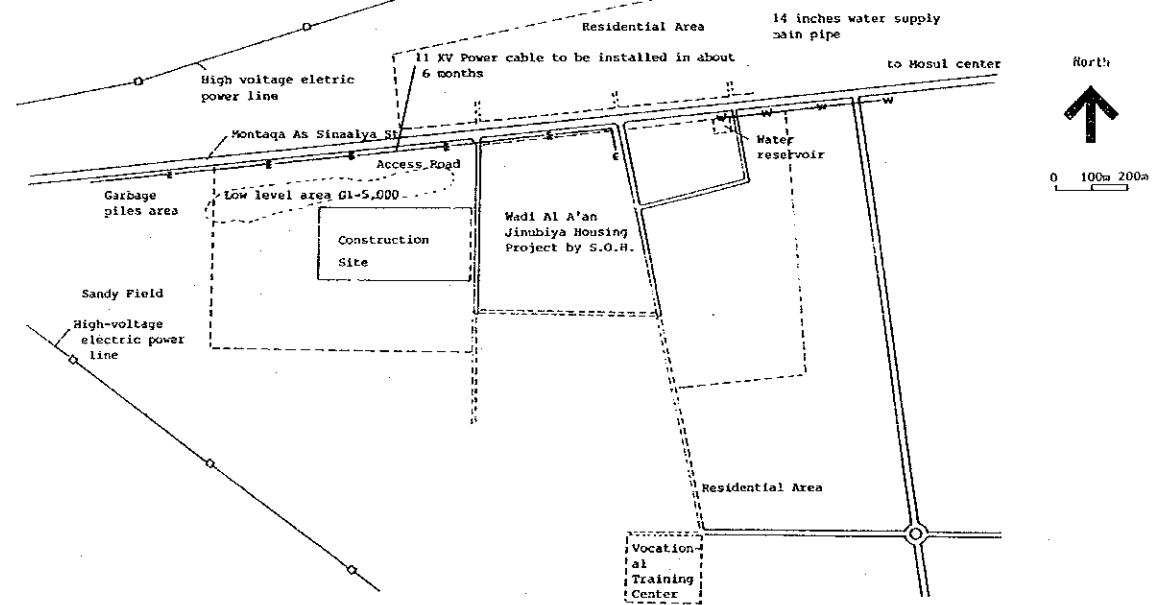 Residential Area
14 inches water supply
main pipe
11 KV Power cable to be installed in about
6 months
High voltage eletric
power line
to Mosul center
North
Montaqa As Sinaalya St
Water
reservoir
W
W
W
W
E
E
E
E
E
E
Access Road
0 100m 200m
Garbage
piles area
Low level area Gl-5,000
Wadi Al A'an
Jinubiya Housing
Project by S.O.H.
Construction
Site
Sandy Field
High-voltage
electric power
line
Residential Area
Vocation-
al
Training
Center